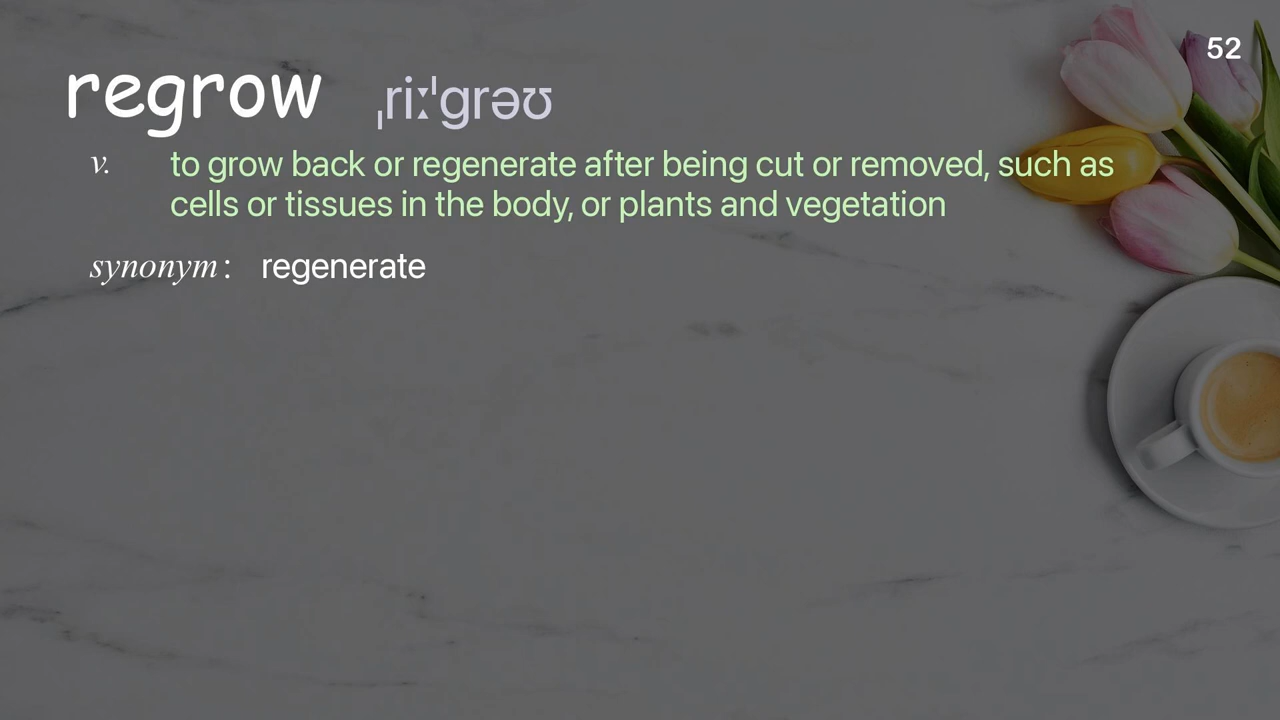 52
regrow ˌriːˈɡrəʊ
v. to grow back or regenerate after being cut or removed, such as
cells or tissues in the body, or plants and vegetation
synonym: regenerate